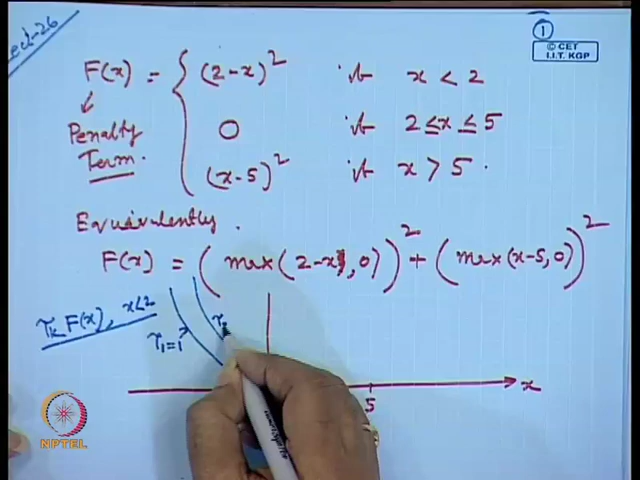 Lect-26
1
© CET
I.I.T. KGP
F(x) = { (2-x)² if x < 2
0 if 2 ≤ x ≤ 5
(x-5)² if x > 5.
Penalty
Term.
Equivalently.
F(x) = (max(2-x, 0))² + (max(x-5, 0))²
r_k F(x), x<2
r₁=1
x
5
NPTEL